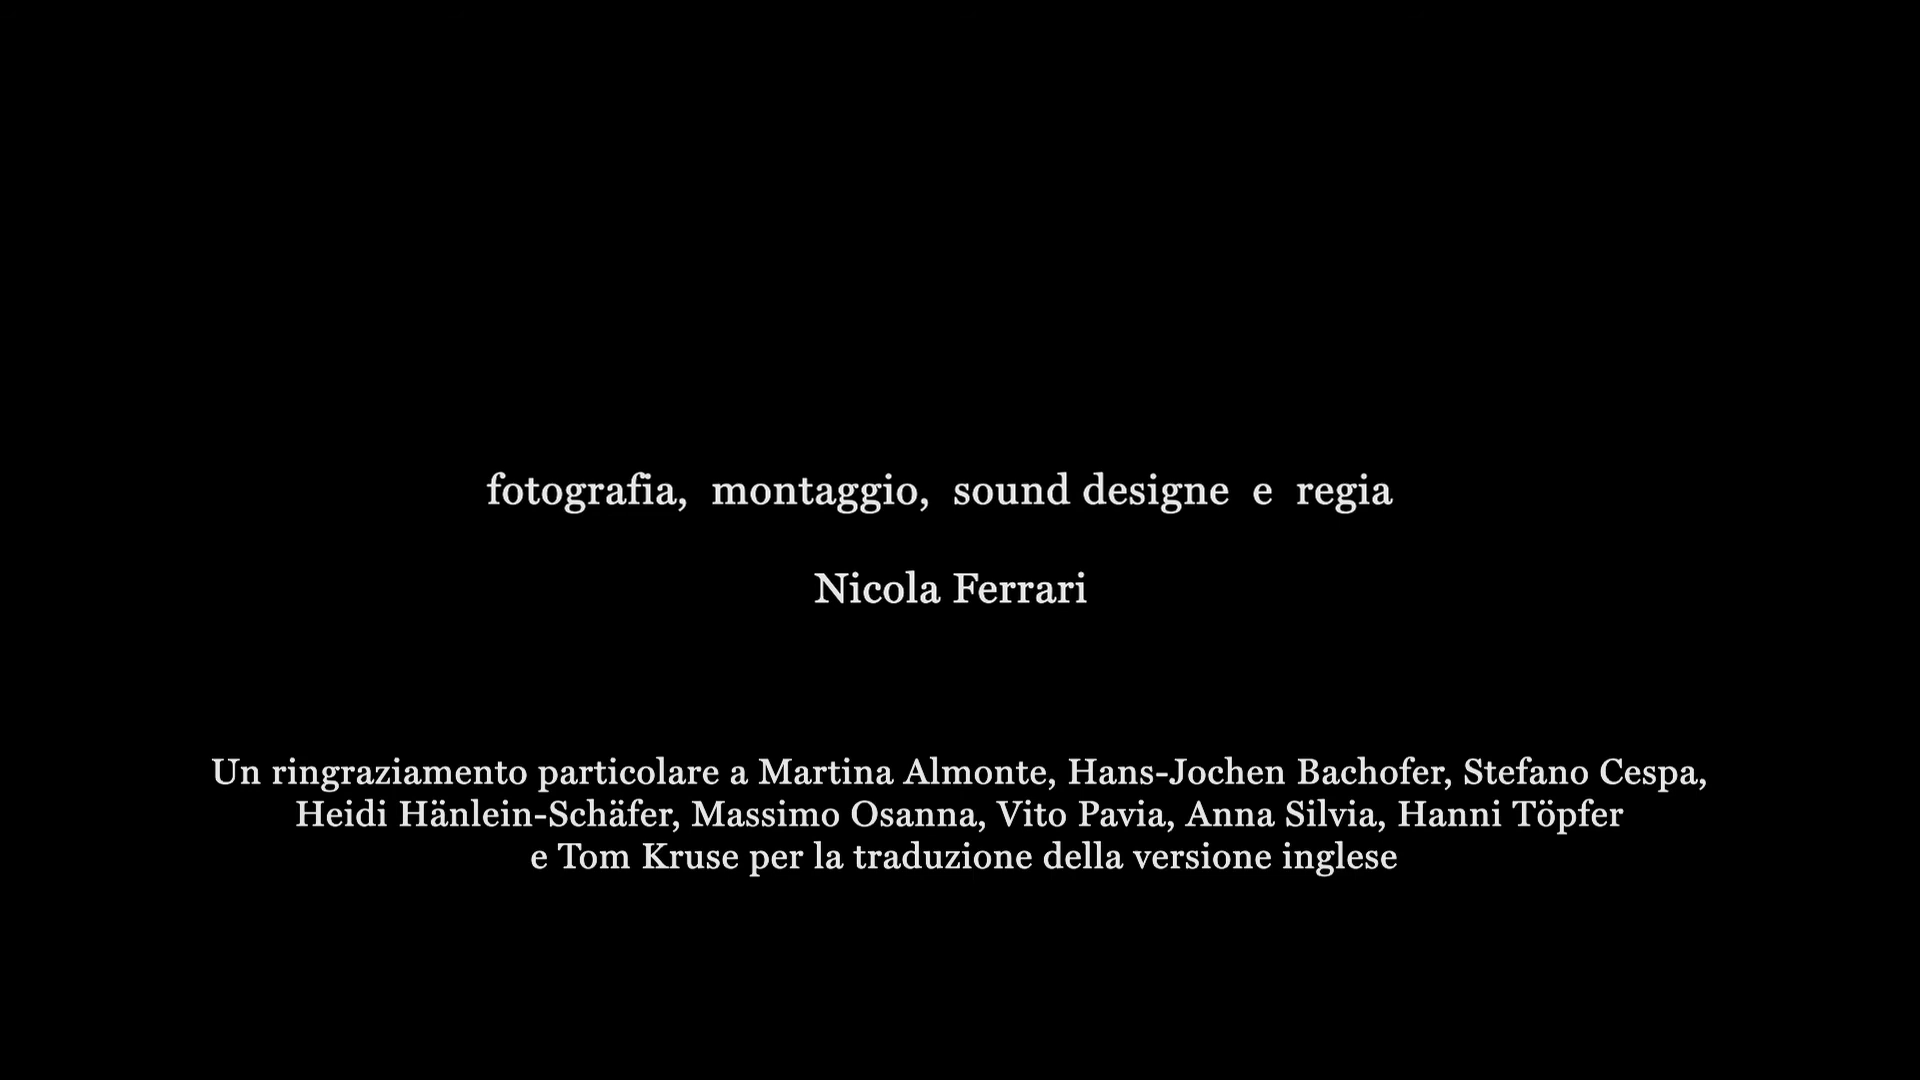 fotografia, montaggio, sound designe e regia
Nicola Ferrari
Un ringraziamento particolare a Martina Almonte, Hans-Jochen Bachofer, Stefano Cespa,
Heidi Hänlein-Schäfer, Massimo Osanna, Vito Pavia, Anna Silvia, Hanni Töpfer
e Tom Kruse per la traduzione della versione inglese